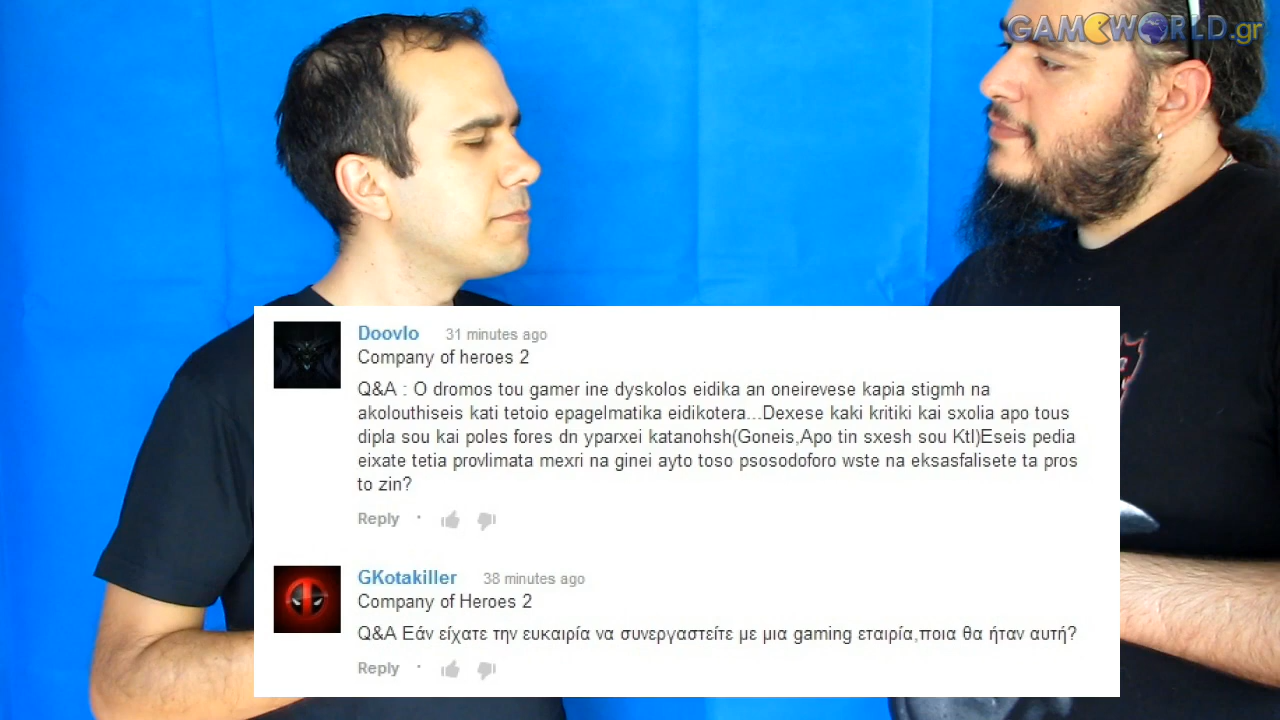 GAMEWORLD.gr
Doovlo 31 minutes ago
Company of heroes 2
Q&A : O dromos tou gamer ine dyskolos eidika an oneirevese kapia stigmh na
akolouthiseis kati tetoio epagelmatika eidikotera...Dexese kaki kritiki kai sxolia apo tous
dipla sou kai poles fores dn yparxei katanohsh(Goneis,Apo tin sxesh sou Ktl)Eseis pedia
eixate tetia provlimata mexri na ginei ayto toso psosodoforo wste na eksasfalisete ta pros
to zin?
Reply ·
GKotakiller 38 minutes ago
Company of Heroes 2
Q&A Εάν είχατε την ευκαιρία να συνεργαστείτε με μια gaming εταιρία,ποια θα ήταν αυτή?
Reply ·